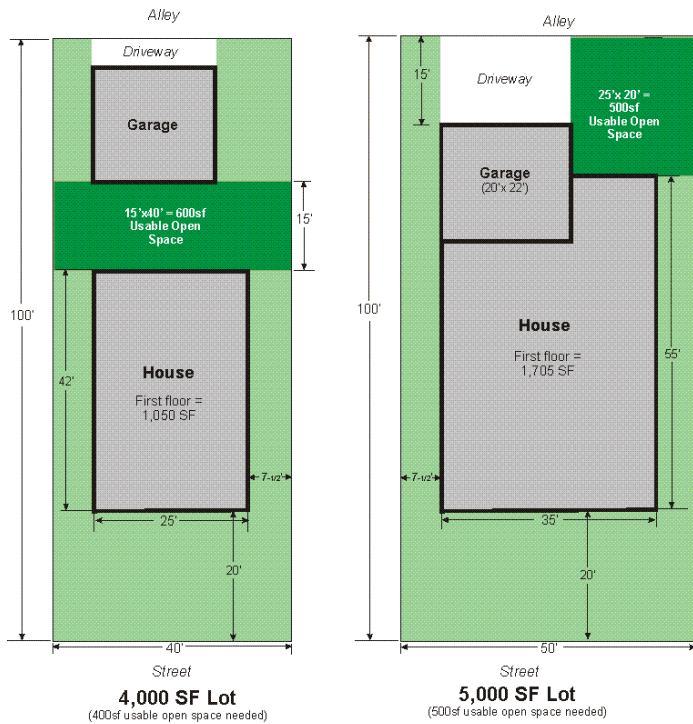 Alley
Driveway
Garage
15'x40' = 600sf
Usable Open
Space
15'
100'
42'
House
First floor =
1,050 SF
7-1/2'
25'
20'
40'
Street
4,000 SF Lot
(400sf usable open space needed)
Alley
15'
Driveway
25'x 20' =
500sf
Usable Open
Space
Garage
(20'x 22')
100'
House
First floor =
1,705 SF
55'
7-1/2'
35'
20'
50'
Street
5,000 SF Lot
(500sf usable open space needed)